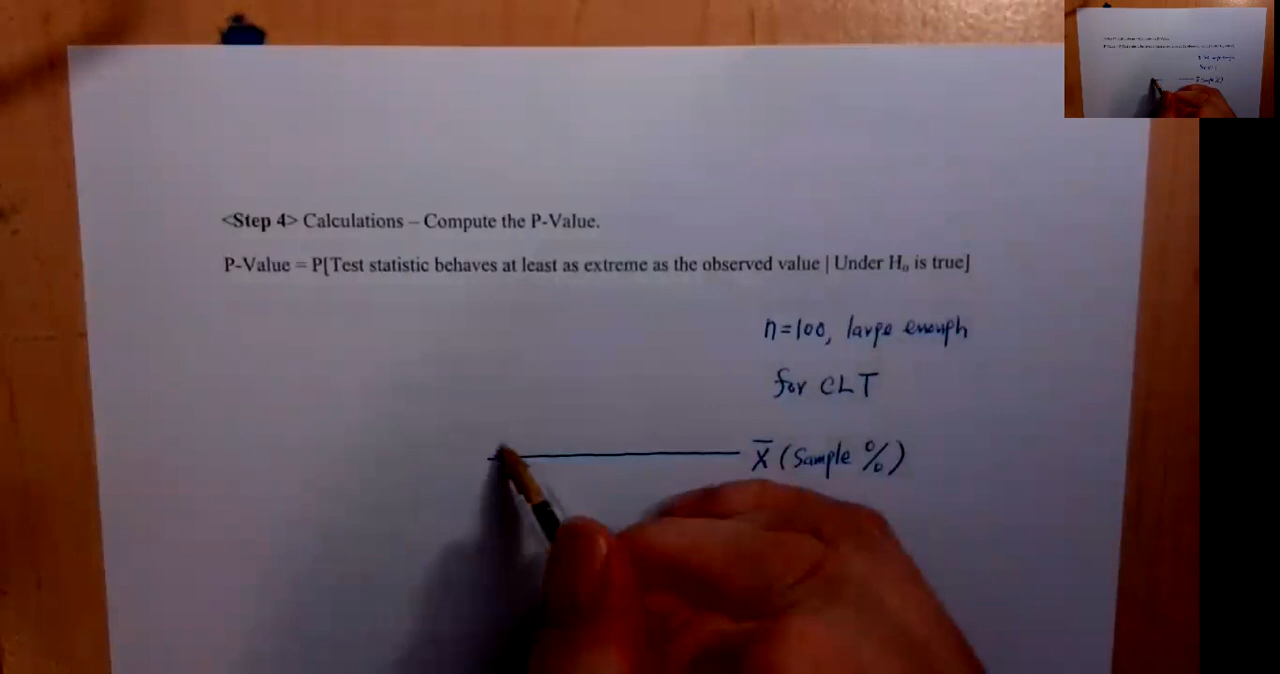 <Step 4> Calculations – Compute the P-Value.
P-Value = P[Test statistic behaves at least as extreme as the observed value | Under Hₒ is true]
n=100, large enough
for CLT
X̄ (Sample %)